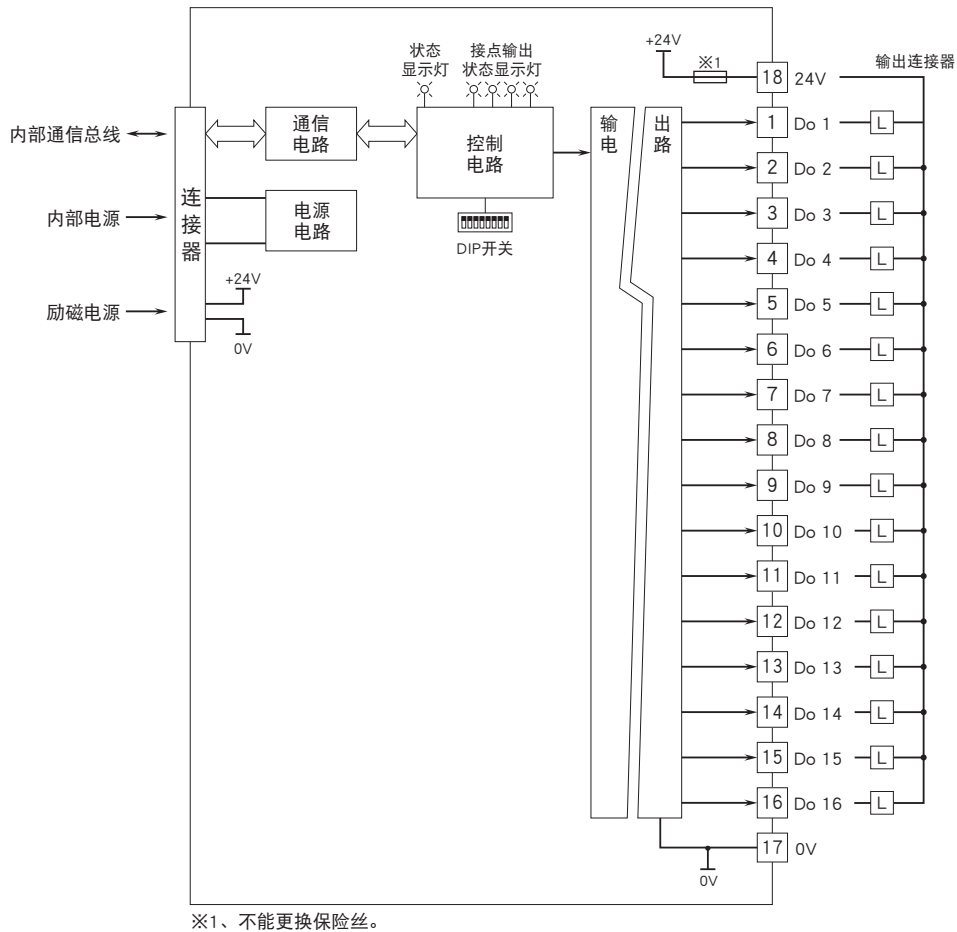 状态
显示灯
接点输出
状态显示灯
+24V
※1
18 24V
输出连接器
内部通信总线
通信
电路
控制
电路
输 出
电 路
连
接
器
内部电源
电源
电路
DIP开关
励磁电源
+24V
0V
1 Do 1 L
2 Do 2 L
3 Do 3 L
4 Do 4 L
5 Do 5 L
6 Do 6 L
7 Do 7 L
8 Do 8 L
9 Do 9 L
10 Do 10 L
11 Do 11 L
12 Do 12 L
13 Do 13 L
14 Do 14 L
15 Do 15 L
16 Do 16 L
17 0V
0V
※1、不能更换保险丝。